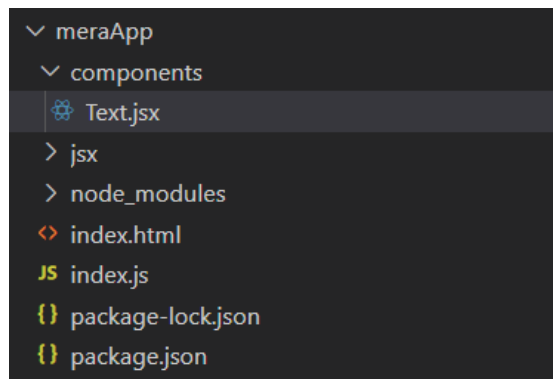 meraApp
components
Text.jsx
jsx
node_modules
index.html
JS index.js
{} package-lock.json
{} package.json